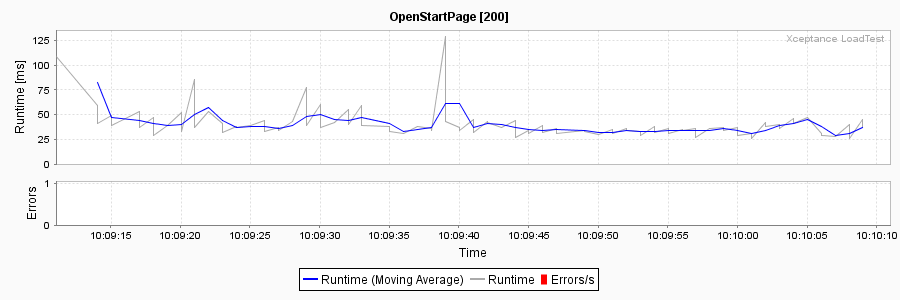 OpenStartPage [200]
Xceptance LoadTest
Runtime [ms]
125
100
75
50
25
0
Errors
1
0
10:09:15 10:09:20 10:09:25 10:09:30 10:09:35 10:09:40 10:09:45 10:09:50 10:09:55 10:10:00 10:10:05 10:10:10
Time
Runtime (Moving Average) Runtime Errors/s